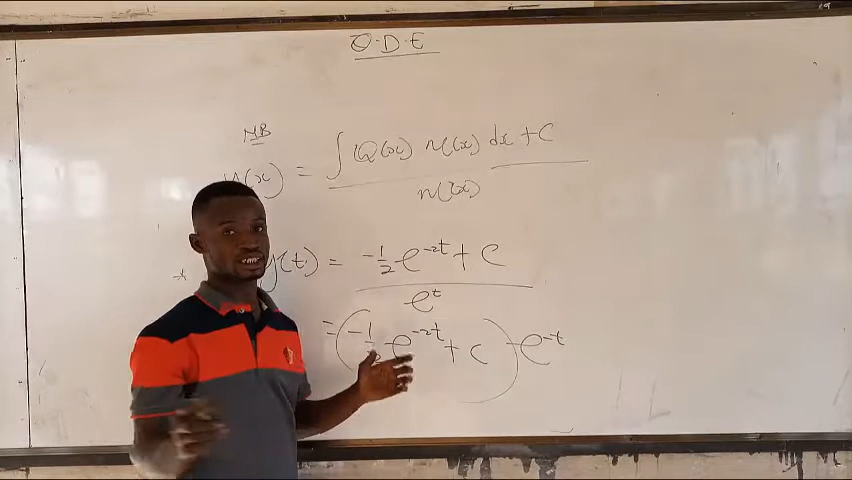 O.D.E
NB
y(x) = ∫ Q(x) n(x) dx + C
n(x)
y(t) = -1/2 e^-2t + C
e^t
= (-1/2 e^-2t + C) e^-t